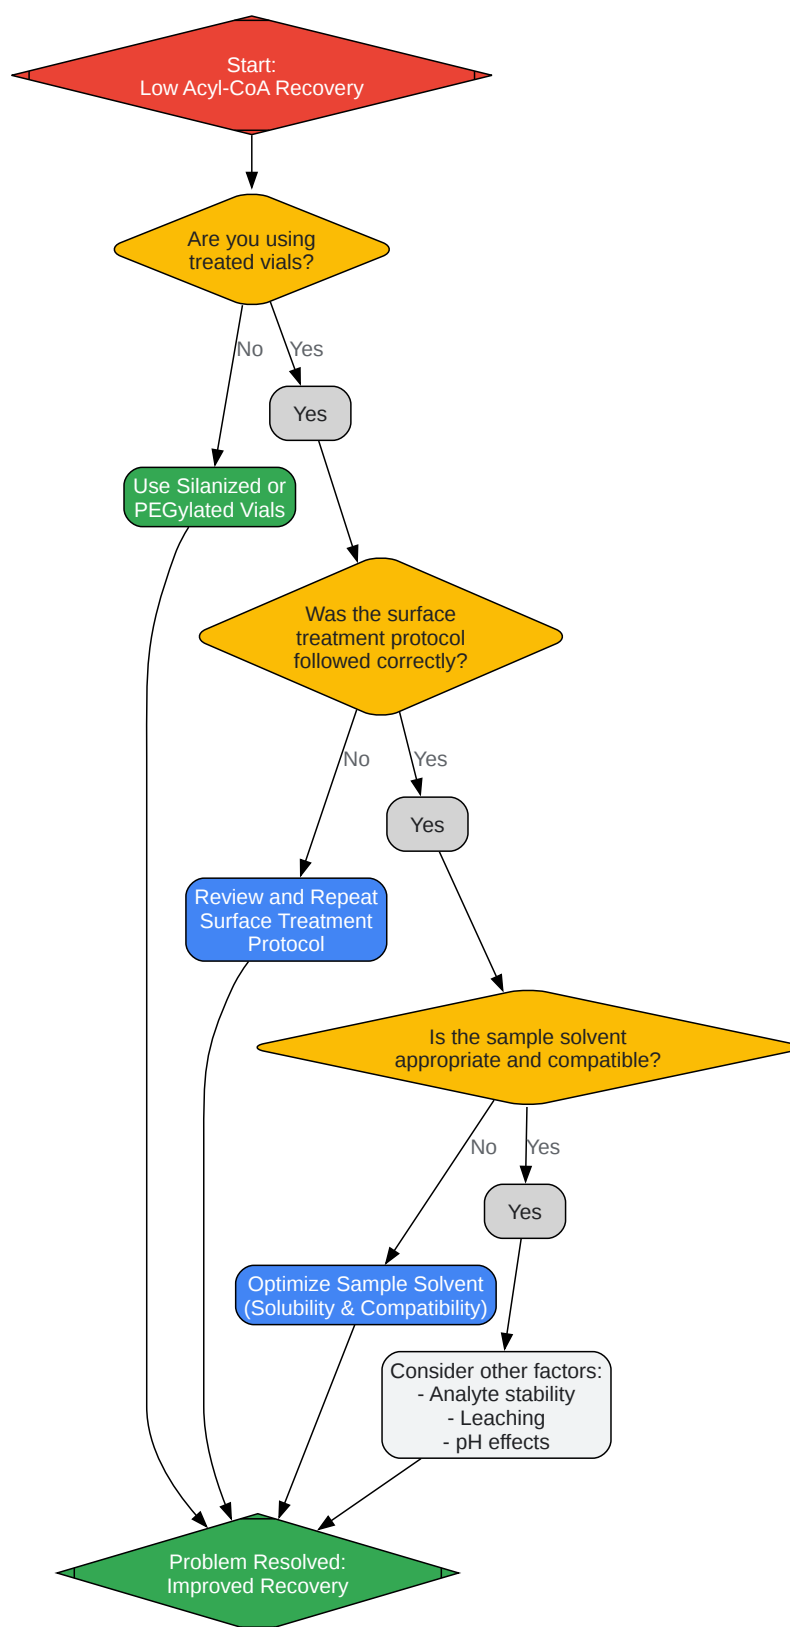 Start:
Low Acyl-CoA Recovery
Are you using
treated vials?
No
Yes
Yes
Use Silanized or
PEGylated Vials
Was the surface
treatment protocol
followed correctly?
No
Yes
Yes
Review and Repeat
Surface Treatment
Protocol
Is the sample solvent
appropriate and compatible?
No
Yes
Yes
Optimize Sample Solvent
(Solubility & Compatibility)
Consider other factors:
- Analyte stability
- Leaching
- pH effects
Problem Resolved:
Improved Recovery